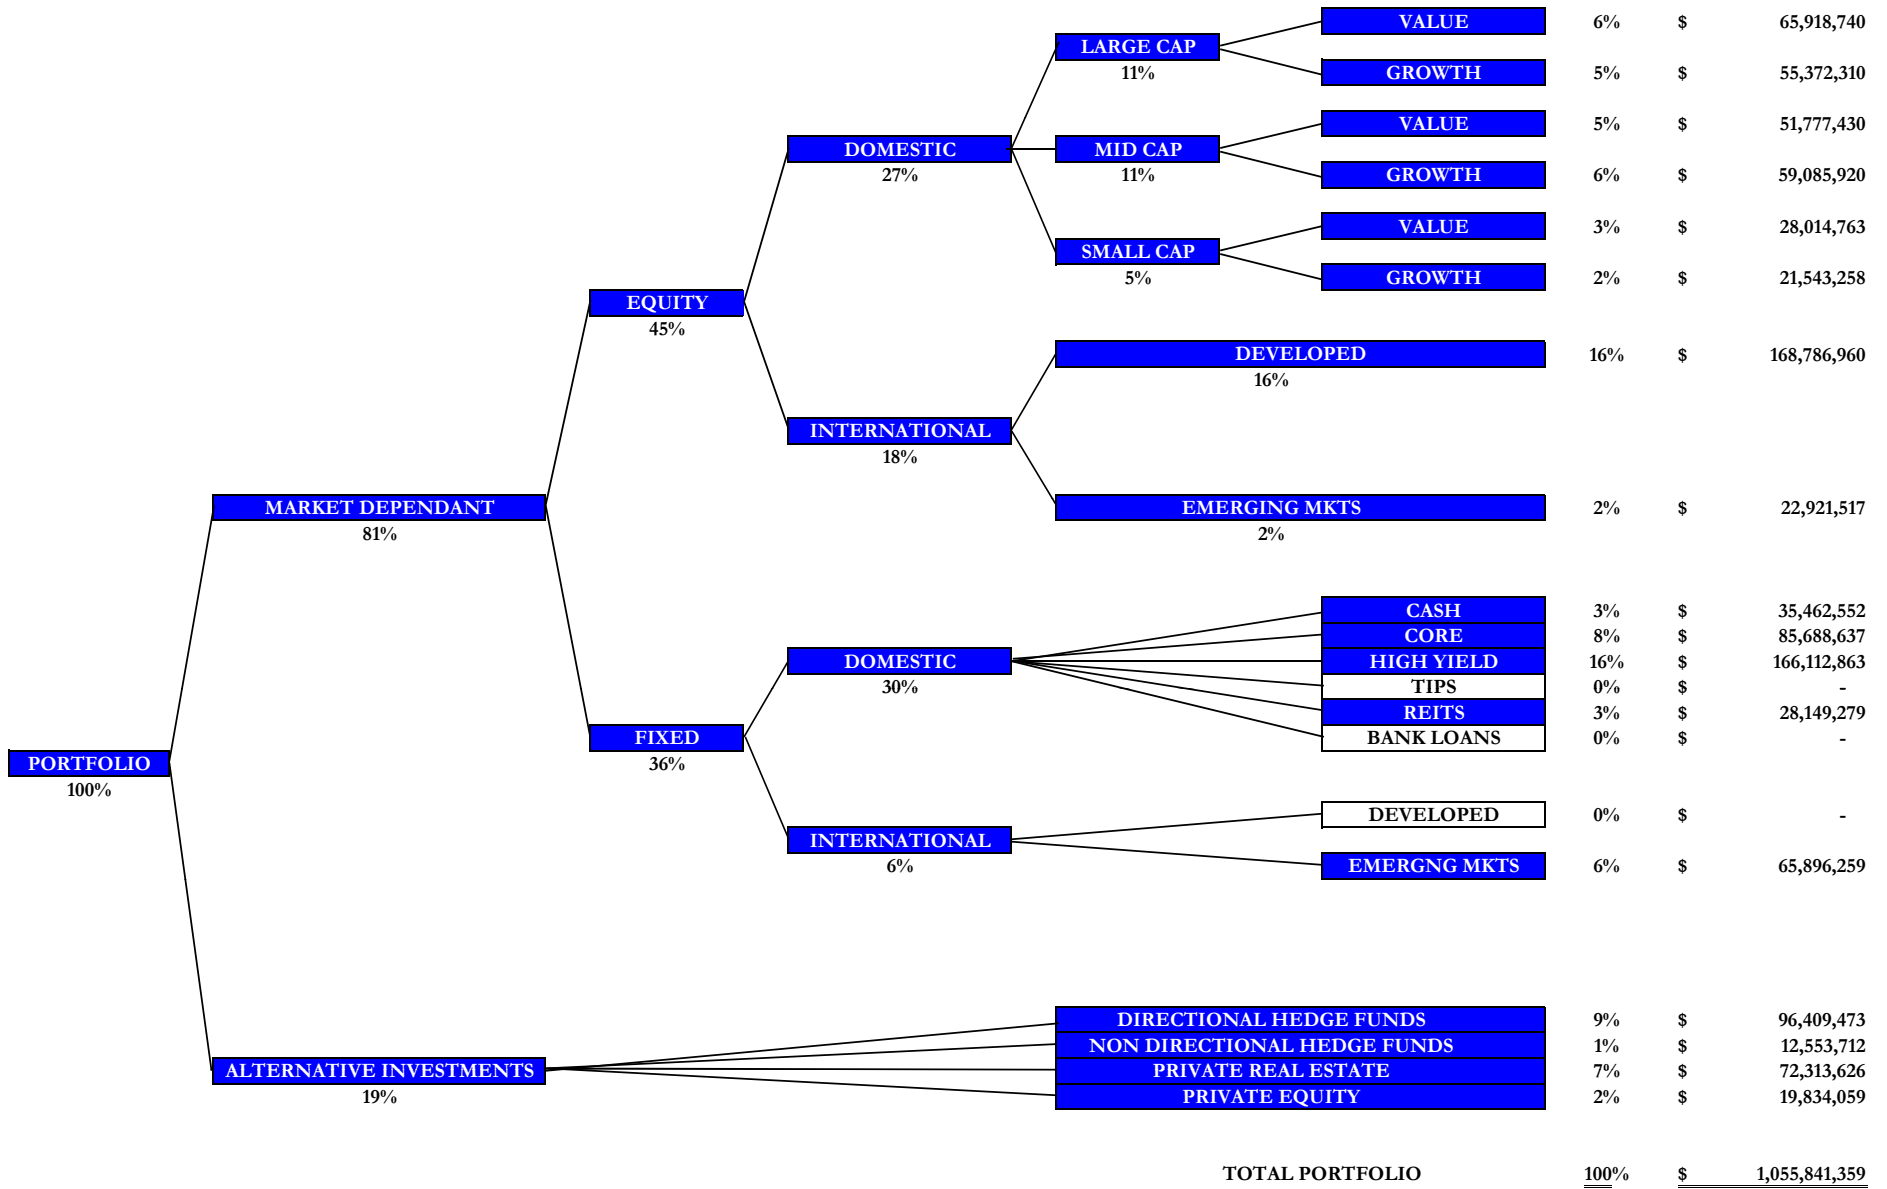 VALUE 6% $ 65,918,740
LARGE CAP
11%
GROWTH 5% $ 55,372,310
VALUE 5% $ 51,777,430
DOMESTIC MID CAP
27% 11% GROWTH 6% $ 59,085,920
VALUE 3% $ 28,014,763
SMALL CAP
5% GROWTH 2% $ 21,543,258
EQUITY
45%
DEVELOPED 16% $ 168,786,960
16%
INTERNATIONAL
18%
MARKET DEPENDANT EMERGING MKTS 2% $ 22,921,517
81% 2%
CASH 3% $ 35,462,552
CORE 8% $ 85,688,637
DOMESTIC HIGH YIELD 16% $ 166,112,863
30% TIPS 0% $ -
REITS 3% $ 28,149,279
FIXED BANK LOANS 0% $ -
36%
PORTFOLIO
100%
DEVELOPED 0% $ -
INTERNATIONAL
6% EMERGNG MKTS 6% $ 65,896,259
DIRECTIONAL HEDGE FUNDS 9% $ 96,409,473
NON DIRECTIONAL HEDGE FUNDS 1% $ 12,553,712
ALTERNATIVE INVESTMENTS PRIVATE REAL ESTATE 7% $ 72,313,626
19% PRIVATE EQUITY 2% $ 19,834,059
TOTAL PORTFOLIO 100% $ 1,055,841,359